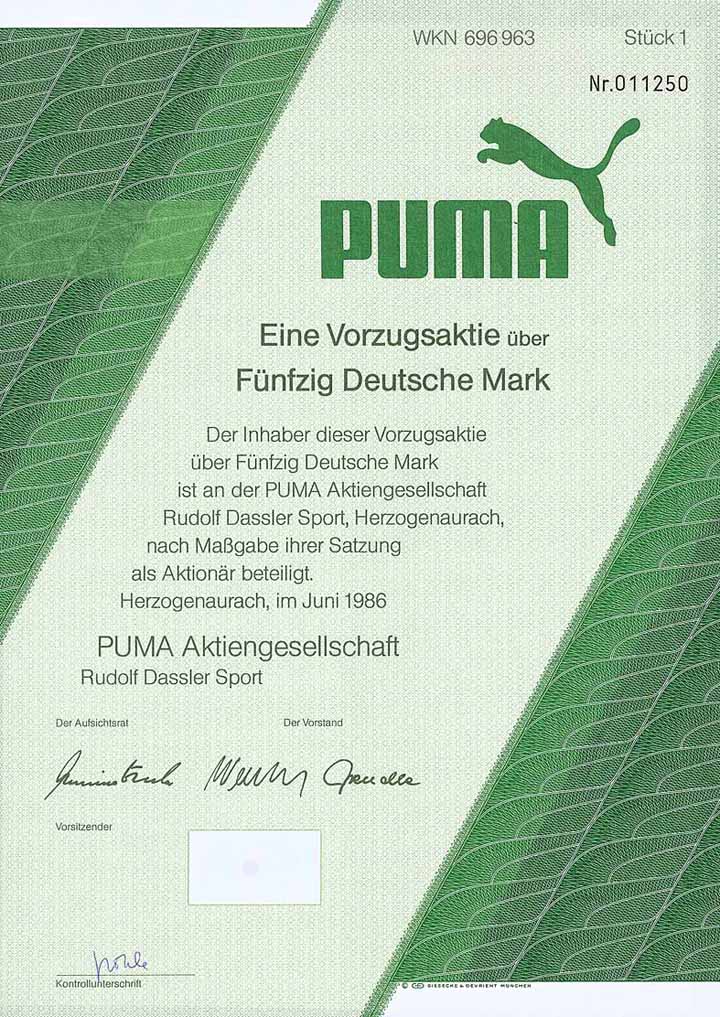 WKN 696963 Stück 1
Nr.011250
PUMA
Eine Vorzugsaktie über
Fünfzig Deutsche Mark
Der Inhaber dieser Vorzugsaktie
über Fünfzig Deutsche Mark
ist an der PUMA Aktiengesellschaft
Rudolf Dassler Sport, Herzogenaurach,
nach Maßgabe ihrer Satzung
als Aktionär beteiligt.
Herzogenaurach, im Juni 1986
PUMA Aktiengesellschaft
Rudolf Dassler Sport
Der Aufsichtsrat Der Vorstand
Vorsitzender
Kontrollunterschrift
© GIESECKE & DEVRIENT MÜNCHEN